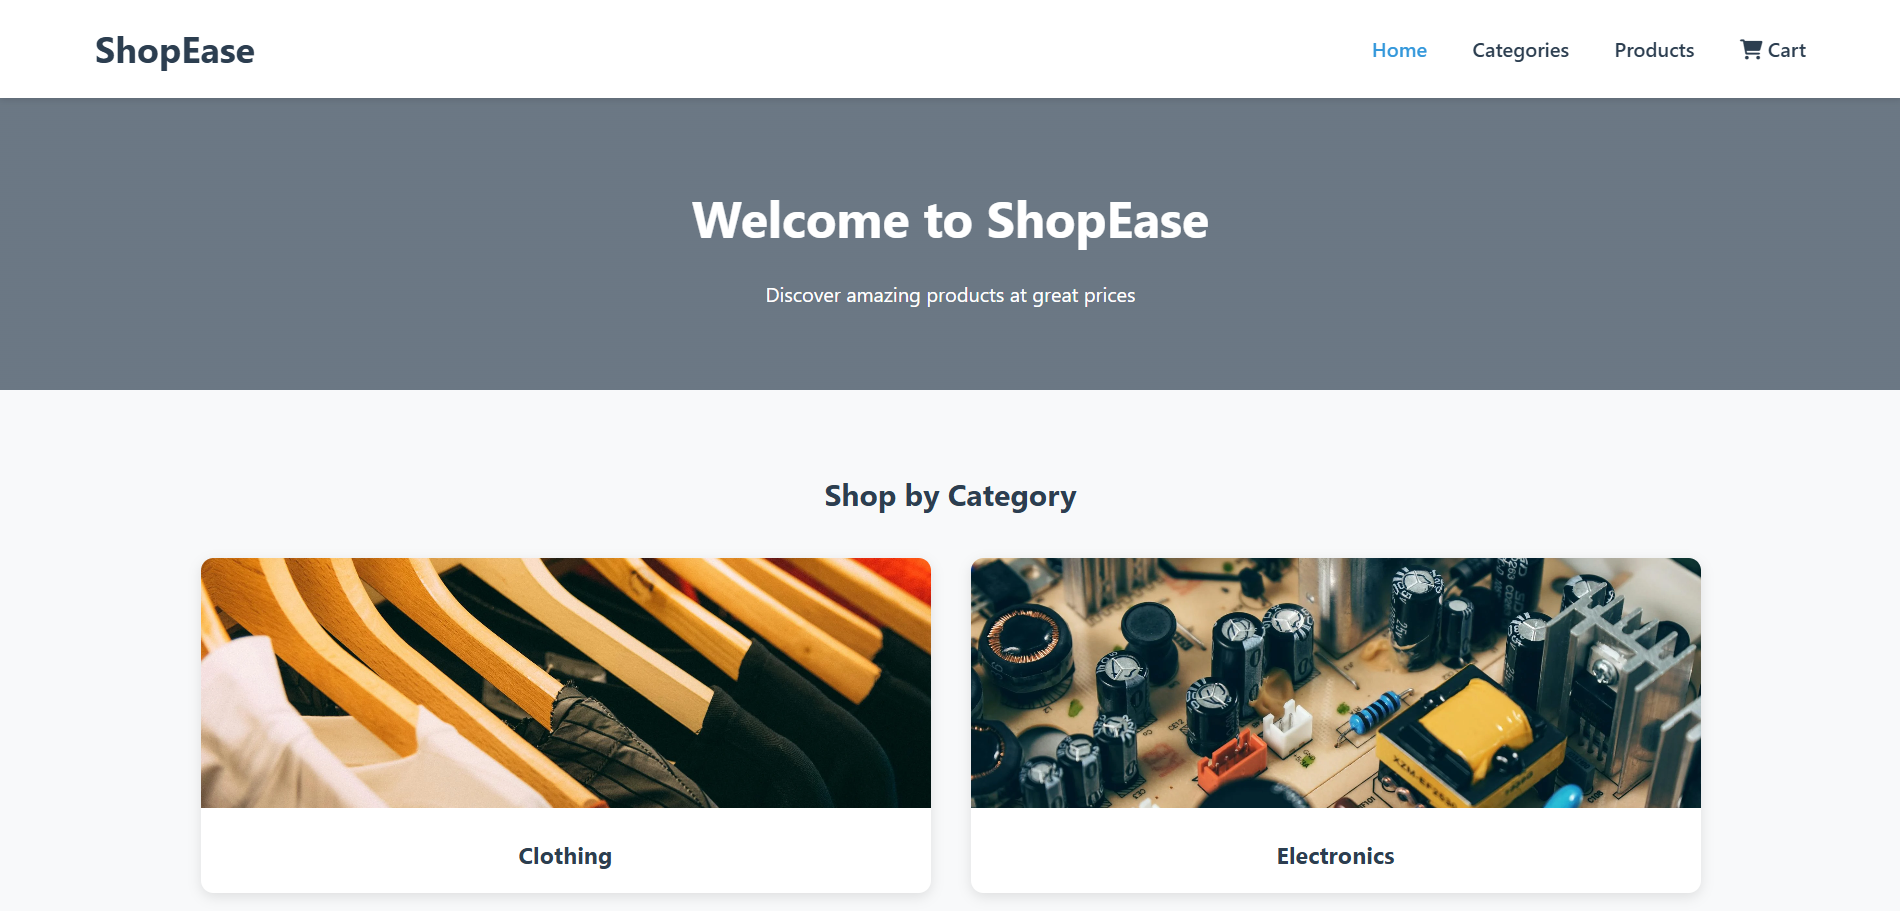 ShopEase
Home Categories Products Cart
Welcome to ShopEase
Discover amazing products at great prices
Shop by Category
Clothing
Electronics